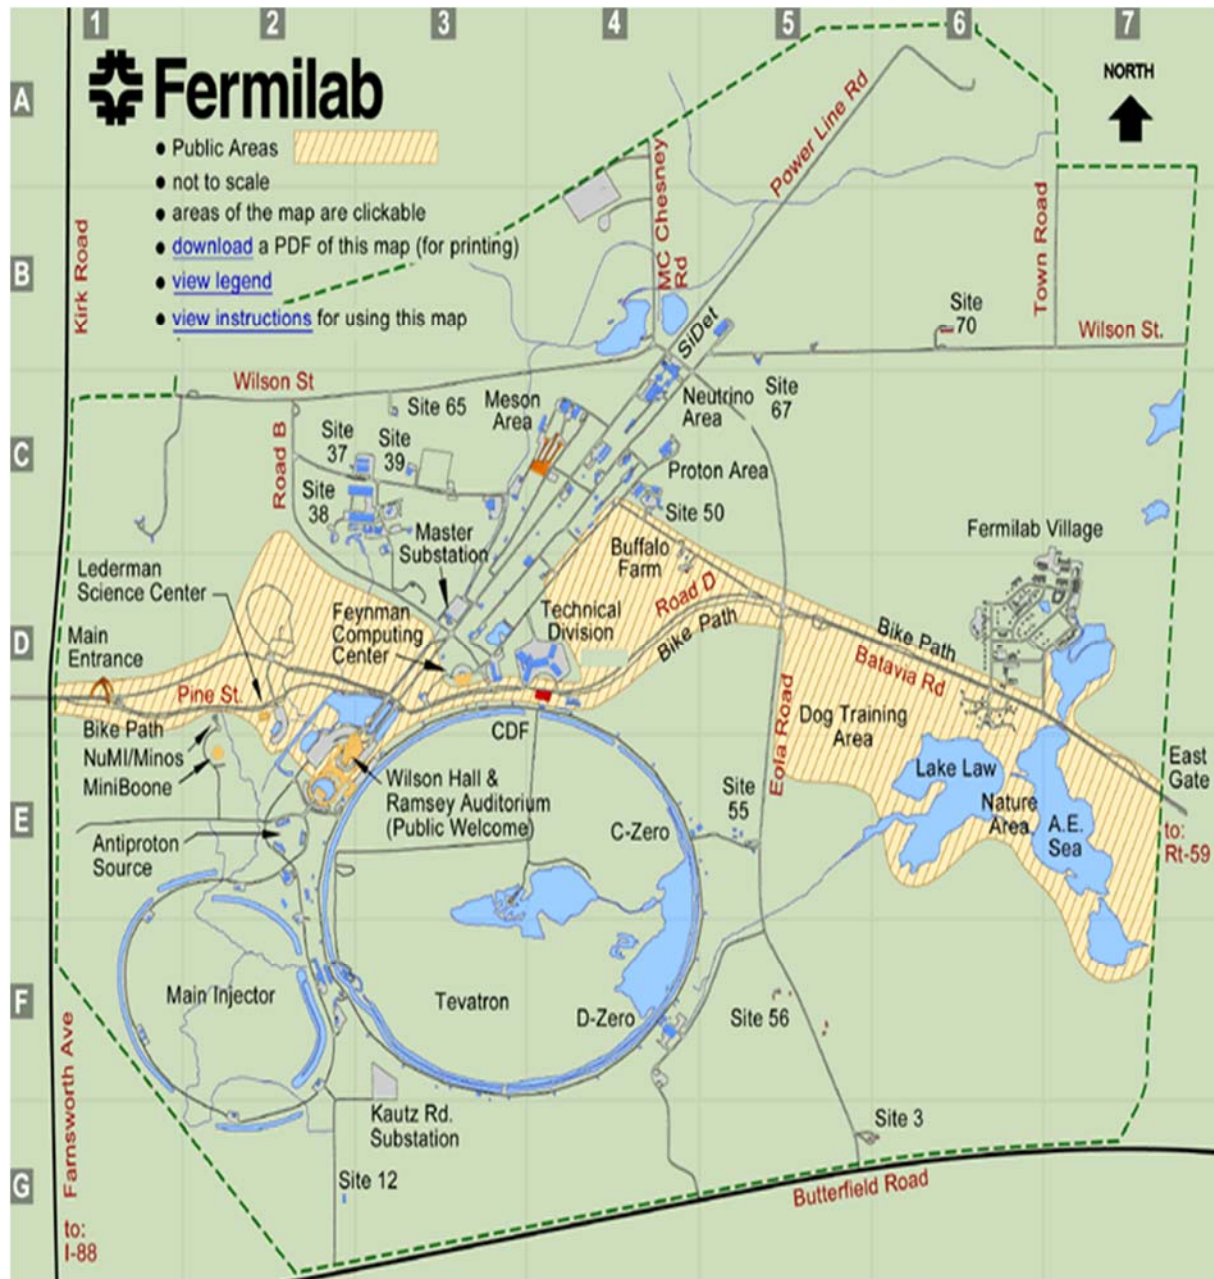 1 2 3 4 5 6 7
A
B
C
D
E
F
G
Fermilab
• Public Areas
• not to scale
• areas of the map are clickable
• download a PDF of this map (for printing)
• view legend
• view instructions for using this map
NORTH
Kirk Road
MC Chesney
Rd
Power Line Rd
Town Road
SiDet
Site
70
Wilson St.
Wilson St
Site 65
Meson
Area
Neutrino
Area
Site
67
Road B
Site
37
Site
39
Site
38
Proton Area
Site 50
Master
Substation
Buffalo
Farm
Fermilab Village
Lederman
Science Center
Feynman
Computing
Center
Technical
Division
Road D
Bike Path
Bike Path
Batavia Rd
Main
Entrance
Pine St.
Bike Path
NuMI/Minos
MiniBoone
CDF
Eola Road
Dog Training
Area
Lake Law
Nature
Area
A.E.
Sea
East
Gate
to:
Rt-59
Wilson Hall &
Ramsey Auditorium
(Public Welcome)
Site
55
C-Zero
Antiproton
Source
Main Injector
Tevatron
D-Zero
Site 56
Farnsworth Ave
Kautz Rd.
Substation
Site 3
Site 12
Butterfield Road
to:
I-88